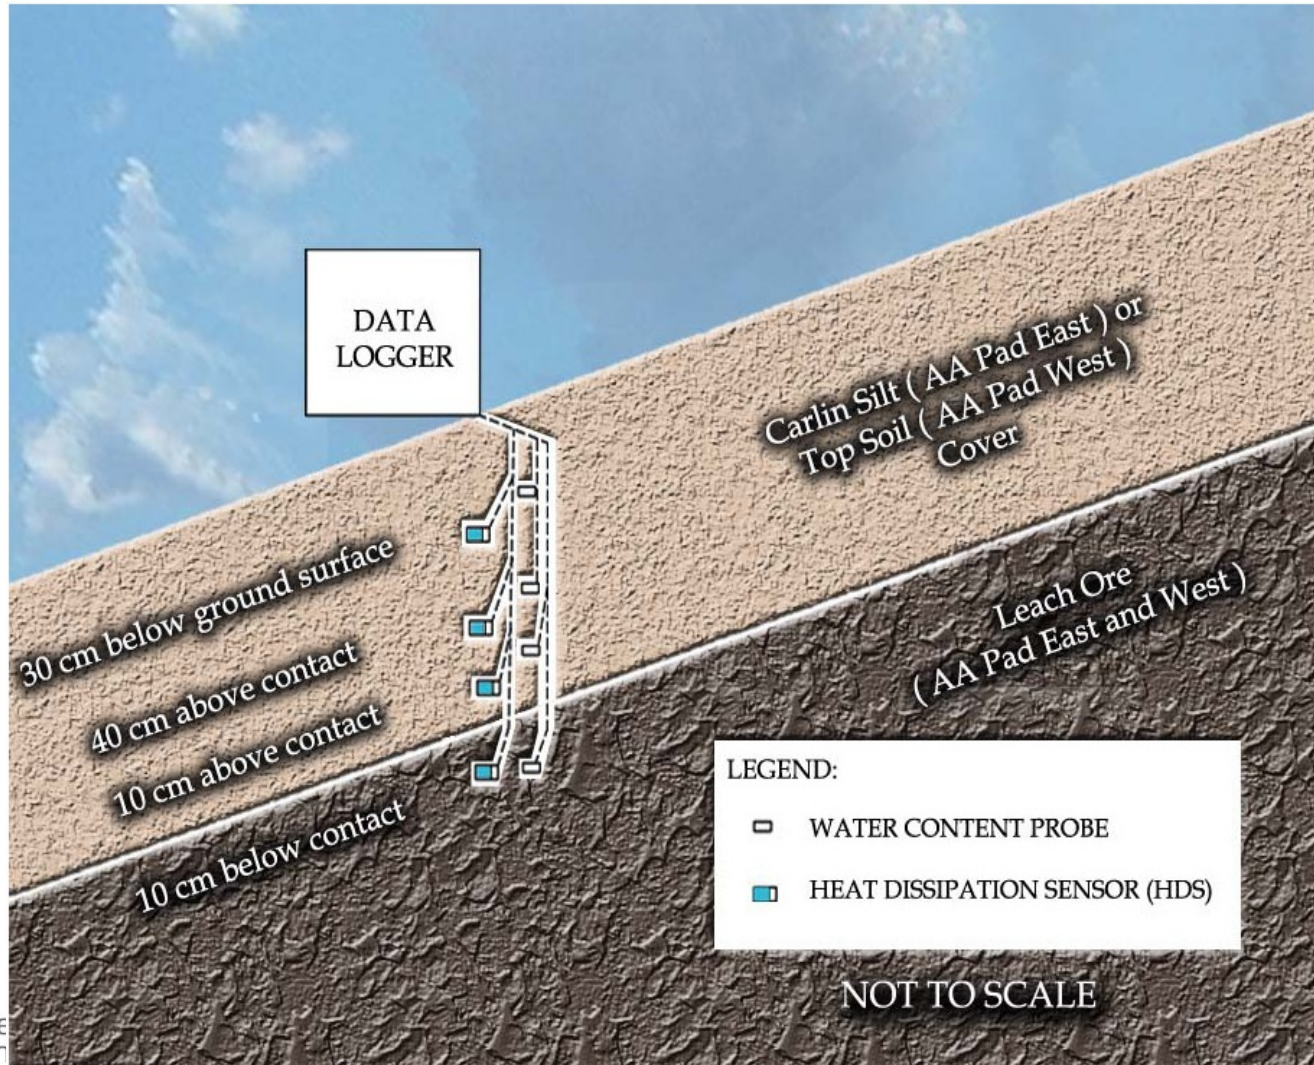 DATA
LOGGER
Carlin Silt ( AA Pad East ) or
Top Soil ( AA Pad West )
Cover
30 cm below ground surface
40 cm above contact
10 cm above contact
10 cm below contact
Leach Ore
( AA Pad East and West )
LEGEND:
WATER CONTENT PROBE
HEAT DISSIPATION SENSOR (HDS)
NOT TO SCALE